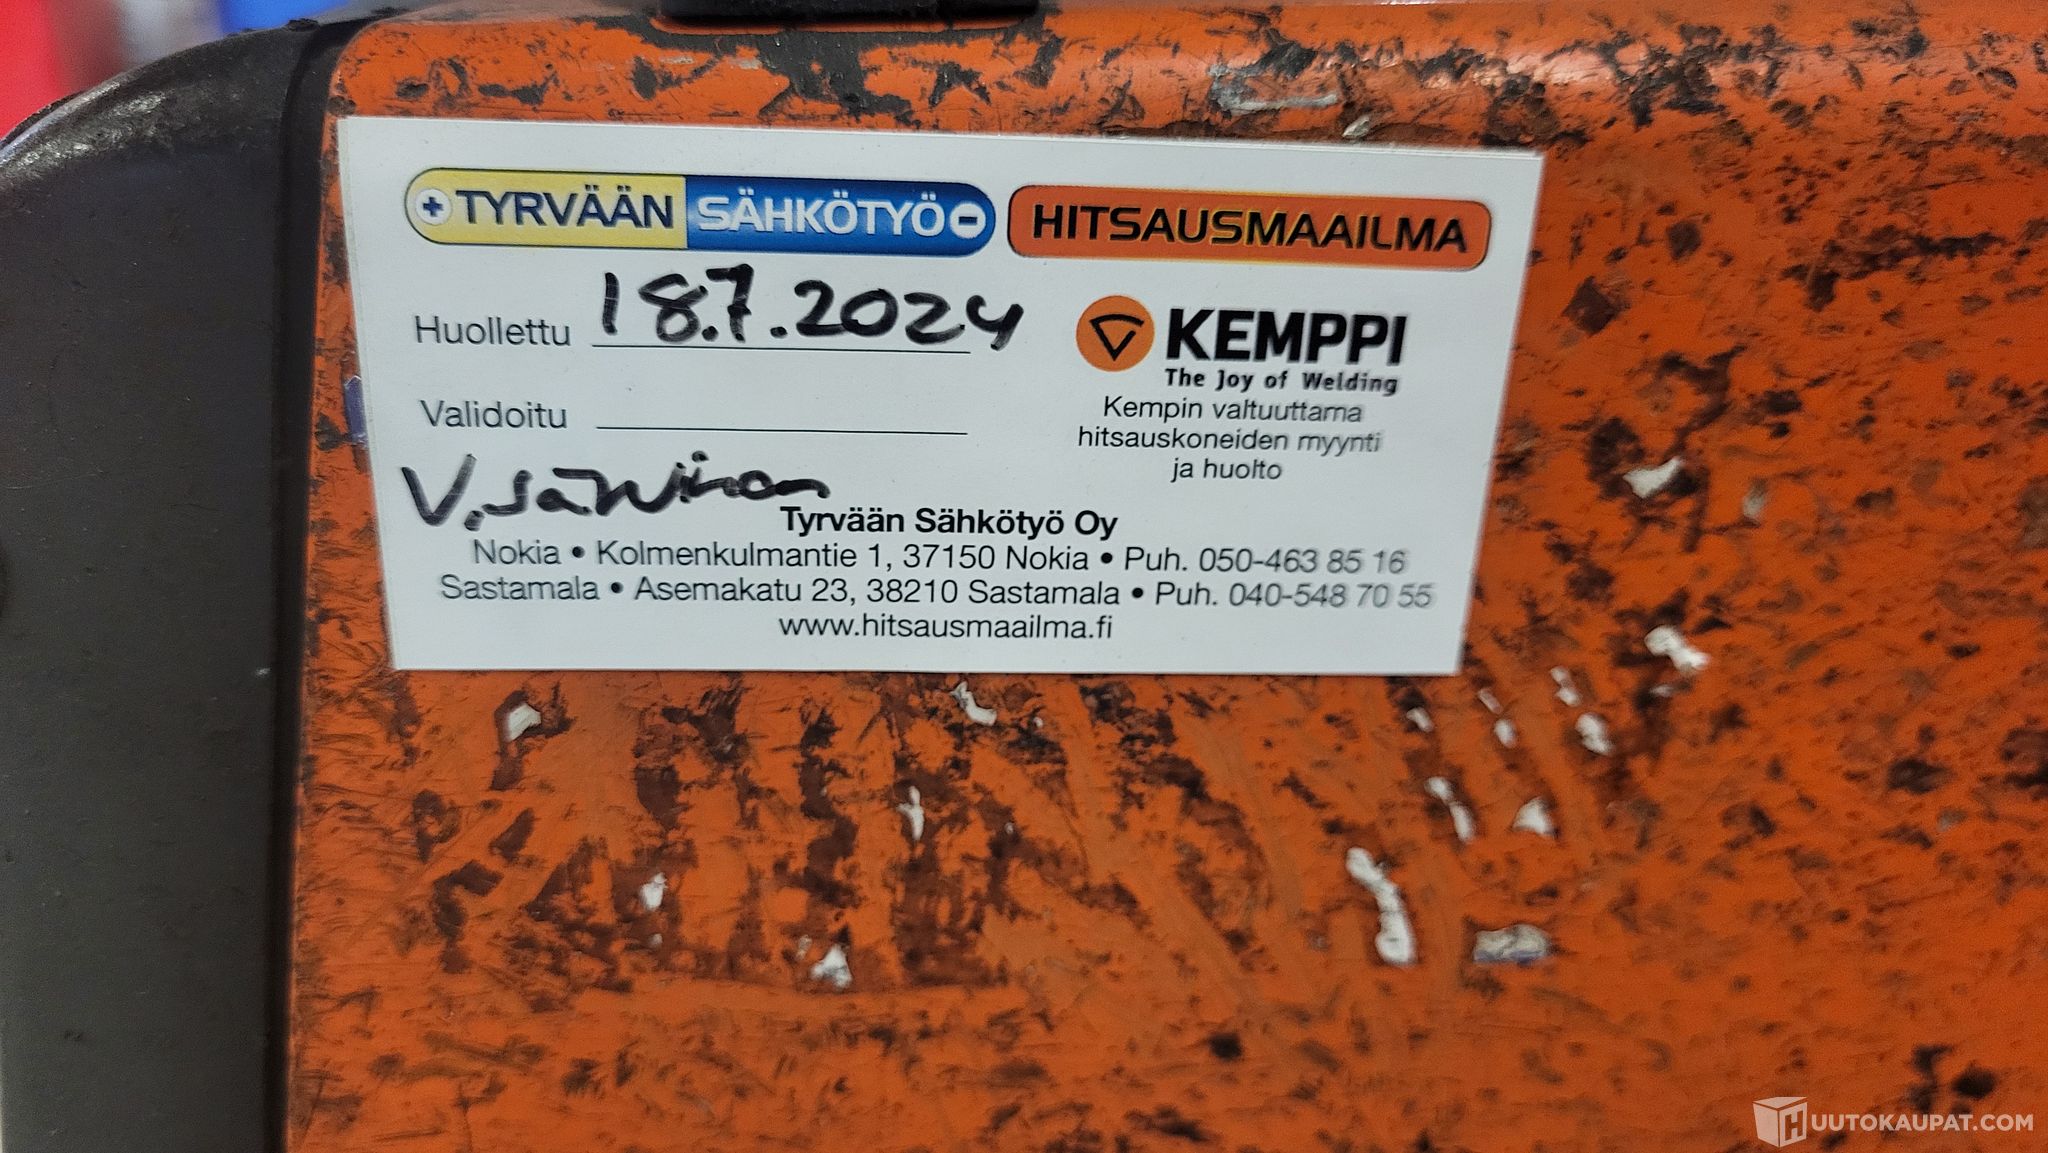 TYRVÄÄN SÄHKÖTYÖ HITSAUSMAAILMA
Huollettu 18.7.2024
KEMPPI
The Joy of Welding
Validoitu
Kempin valtuuttama
hitsauskoneiden myynti
ja huolto
V.
Tyrvään Sähkötyö Oy
Nokia • Kolmenkulmantie 1, 37150 Nokia • Puh. 050-463 85 16
Sastamala • Asemakatu 23, 38210 Sastamala • Puh. 040-548 70 55
www.hitsausmaailma.fi
HUUTOKAUPAT.COM